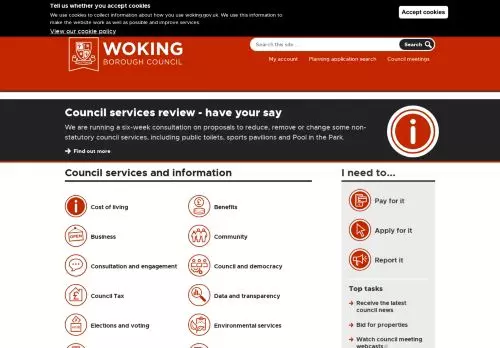 Tell us whether you accept cookies
We use cookies to collect information about how you use woking.gov.uk. We use this information to
make the website work as well as possible and improve services.
View our cookie policy
Accept cookies
WOKING
BOROUGH COUNCIL
Search this site ...
Search
My account
Planning application search
Council meetings
Council services review - have your say
We are running a six-week consultation on proposals to reduce, remove or change some non-
statutory council services, including public toilets, sports pavilions and Pool in the Park.
Find out more
Council services and information
Cost of living
Benefits
OPEN
Business
Community
Consultation and engagement
Council and democracy
Council Tax
Data and transparency
Elections and voting
Environmental services
I need to...
Pay for it
Apply for it
Report it
Top tasks
Receive the latest
council news
Bid for properties
Watch council meeting
webcasts